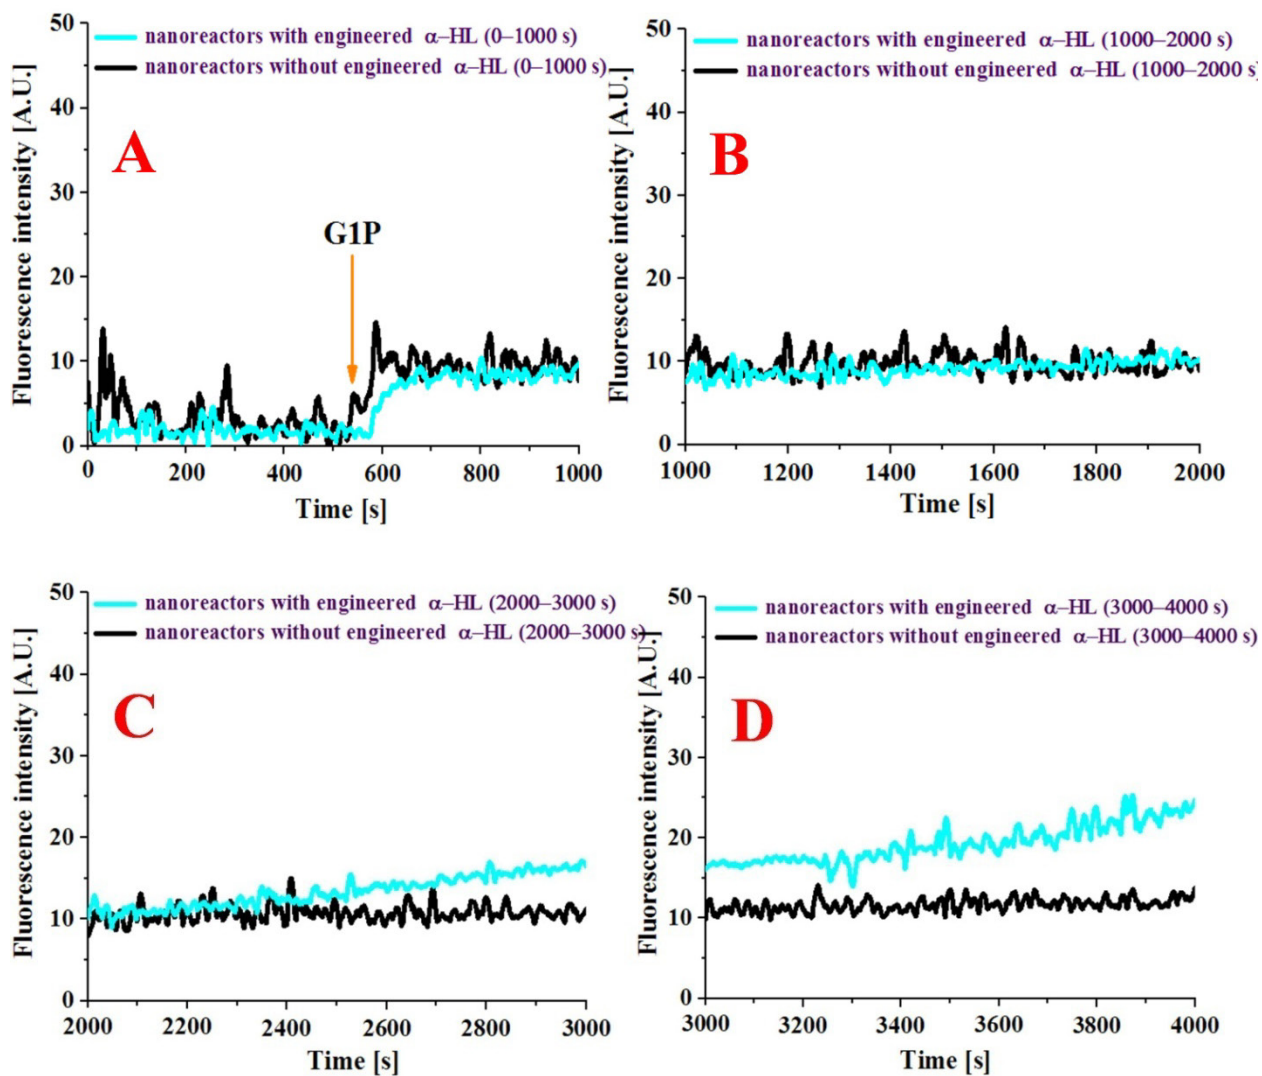 nanoreactors with engineered α–HL (0–1000 s)
nanoreactors without engineered α–HL (0–1000 s)
Fluorescence intensity [A.U.]
50
40
30
20
10
0
A
G1P
0 200 400 600 800 1000
Time [s]
nanoreactors with engineered α–HL (1000–2000 s)
nanoreactors without engineered α–HL (1000–2000 s)
Fluorescence intensity [A.U.]
50
40
30
20
10
0
B
1000 1200 1400 1600 1800 2000
Time [s]
nanoreactors with engineered α–HL (2000–3000 s)
nanoreactors without engineered α–HL (2000–3000 s)
Fluorescence intensity [A.U.]
50
40
30
20
10
0
C
2000 2200 2400 2600 2800 3000
Time [s]
nanoreactors with engineered α–HL (3000–4000 s)
nanoreactors without engineered α–HL (3000–4000 s)
Fluorescence intensity [A.U.]
50
40
30
20
10
0
D
3000 3200 3400 3600 3800 4000
Time [s]